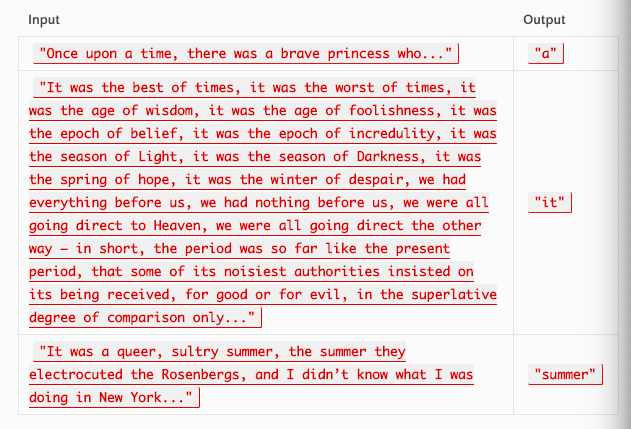 Input Output
"Once upon a time, there was a brave princess who..." "a"
"It was the best of times, it was the worst of times, it
was the age of wisdom, it was the age of foolishness, it was
the epoch of belief, it was the epoch of incredulity, it was
the season of Light, it was the season of Darkness, it was
the spring of hope, it was the winter of despair, we had
everything before us, we had nothing before us, we were all
going direct to Heaven, we were all going direct the other
way – in short, the period was so far like the present
period, that some of its noisiest authorities insisted on
its being received, for good or for evil, in the superlative
degree of comparison only..."
"it"
"It was a queer, sultry summer, the summer they
electrocuted the Rosenbergs, and I didn’t know what I was
doing in New York..."
"summer"